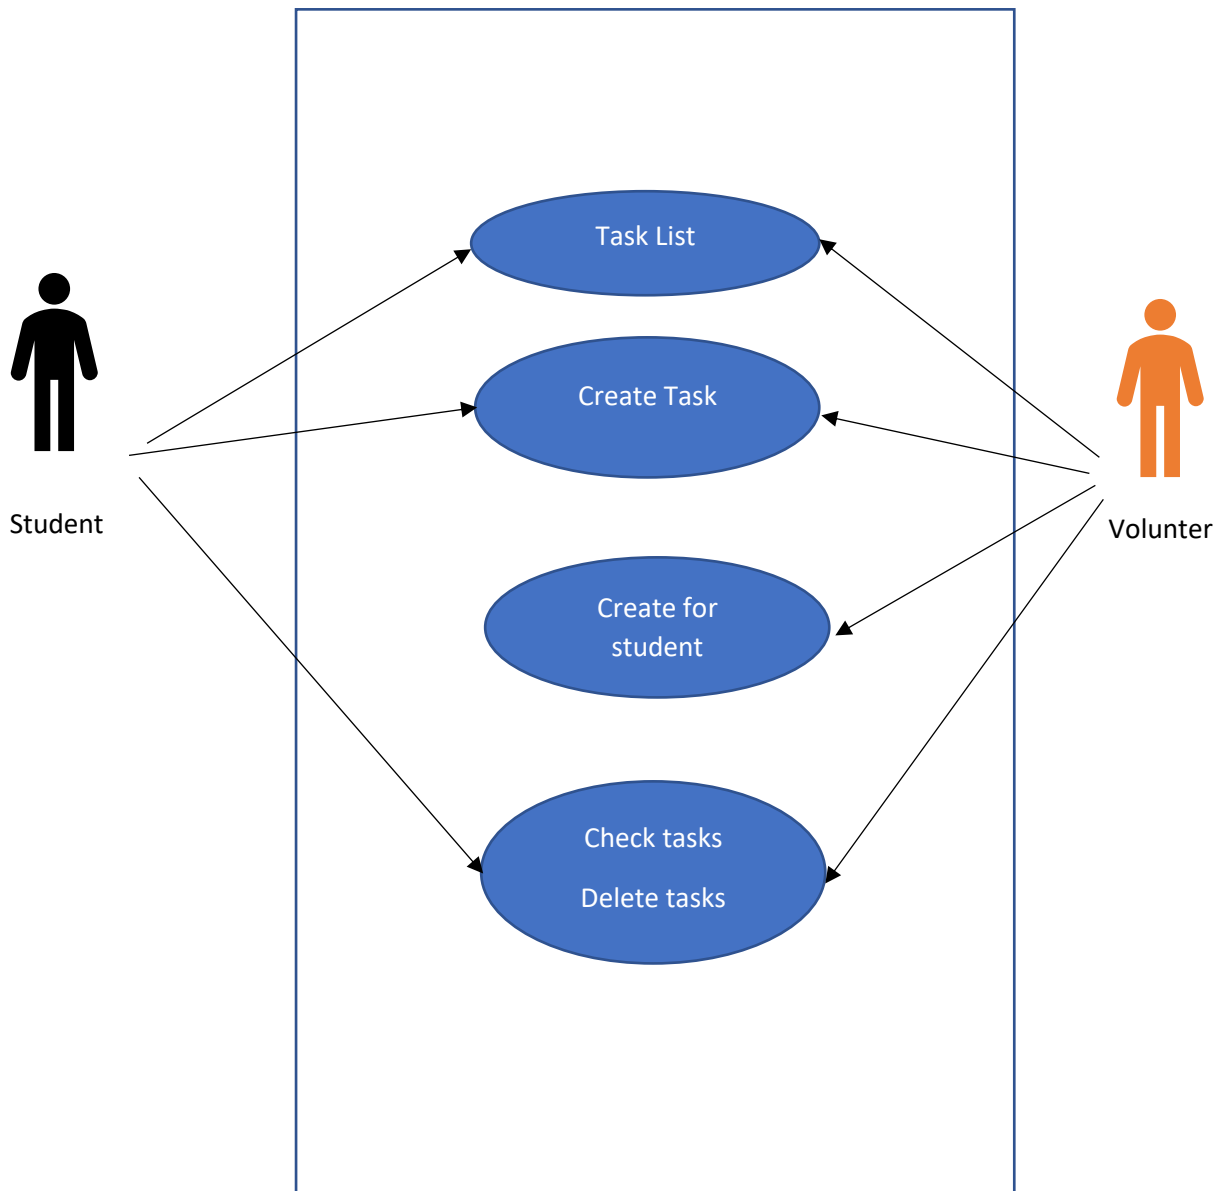 Task List
Create Task
Student
Volunter
Create for
student
Check tasks
Delete tasks